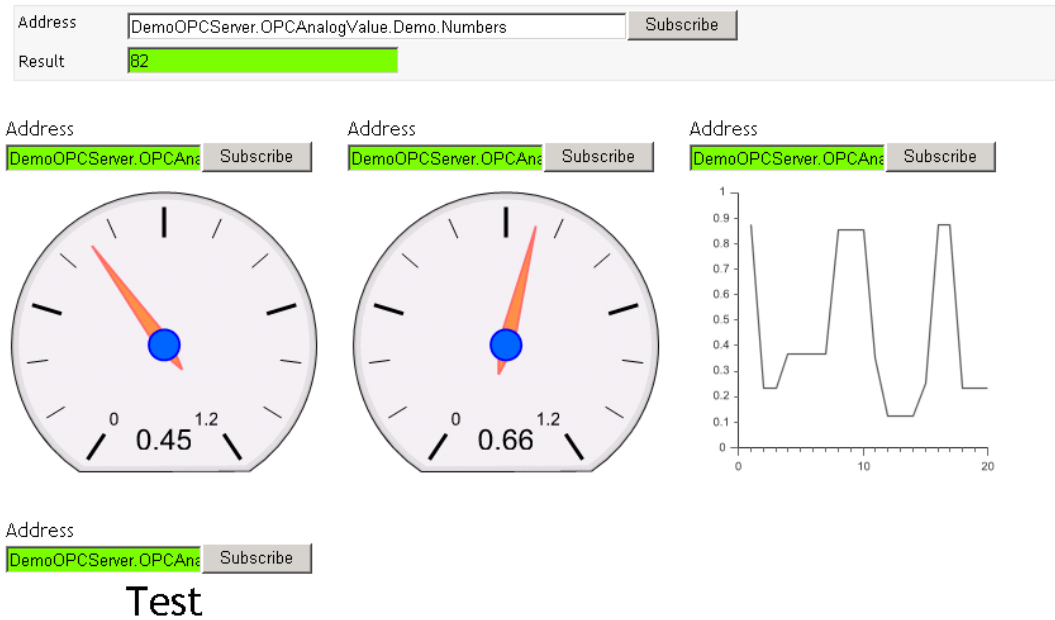 Address DemoOPCServer.OPCAnalogValue.Demo.Numbers Subscribe
Result 82
Address Address Address
DemoOPCServer.OPCAna Subscribe DemoOPCServer.OPCAna Subscribe DemoOPCServer.OPCAna Subscribe
1
0.9
0.8
0.7
0.6
0.5
0.4
0.3
0.2
0.1
0
0 10 20
0 1.2
0.45
0 1.2
0.66
Address
DemoOPCServer.OPCAna Subscribe
Test